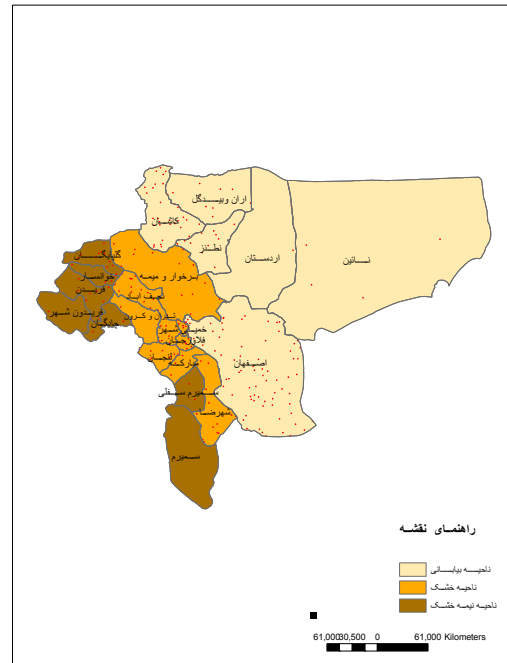 اران وبیدگل
کاشان
نطنز
اردستان
نائین
گلپایگان
خوانسار
فریدن
فریدون شهر
چادگان
برخوار و میمه
نجف آباد
تیران و کرون
خمینی شهر
فلاورجان
لنجان
مبارکه
اصفهان
سمیرم سفلی
شهرضا
سمیرم
راهنمای نقشه
ناحیه بیابانی
ناحیه خشک
ناحیه نیمه خشک
61,000 30,500 0 61,000 Kilometers